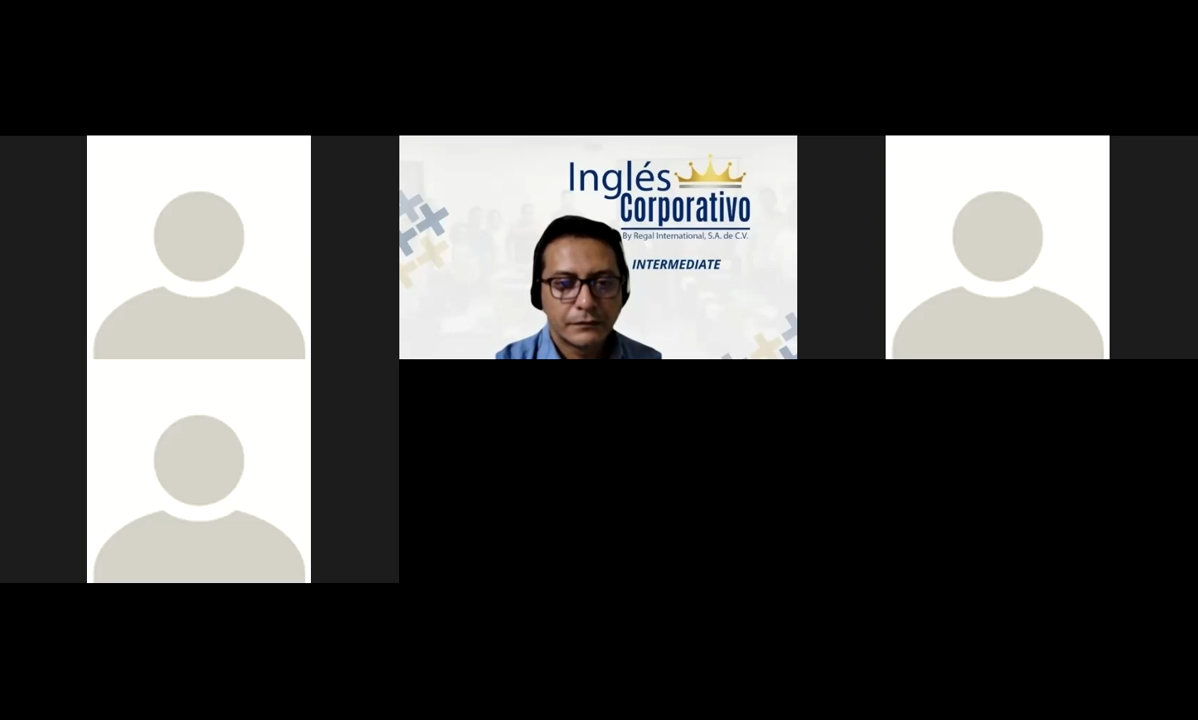 Inglés
Corporativo
By Regal International, S.A. de C.V.
INTERMEDIATE